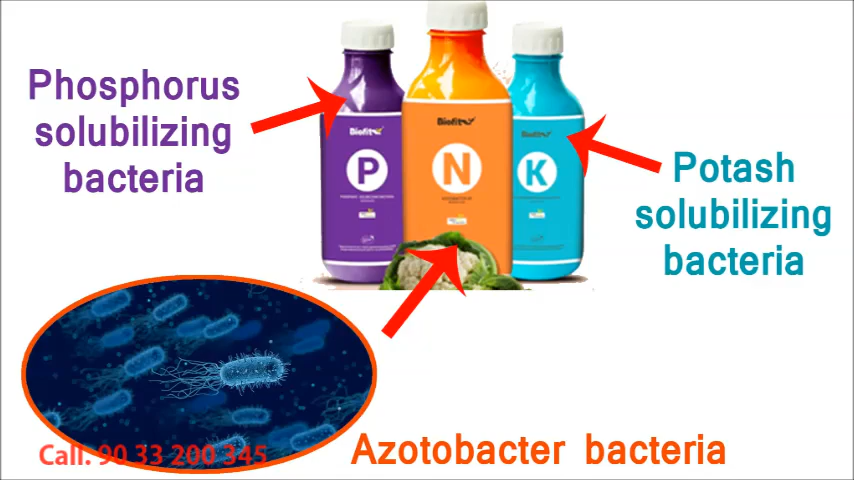 Phosphorus
solubilizing
bacteria
Biofit
P
Biofit
N
Biofit
K
Potash
solubilizing
bacteria
Call. 90 33 200 345
Azotobacter bacteria